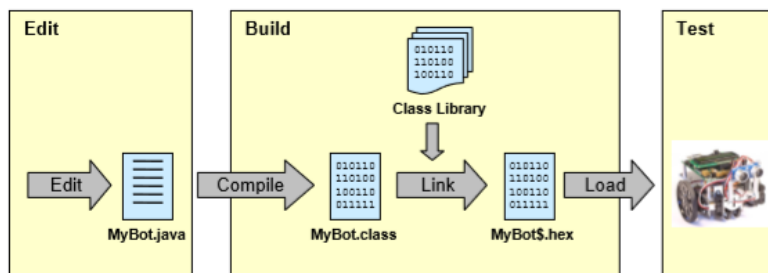 Edit
Build
Test
010110
110100
100110
Class Library
Edit
Compile
010110
110100
100110
011111
Link
010110
110100
100110
011111
Load
MyBot.java
MyBot.class
MyBot$.hex